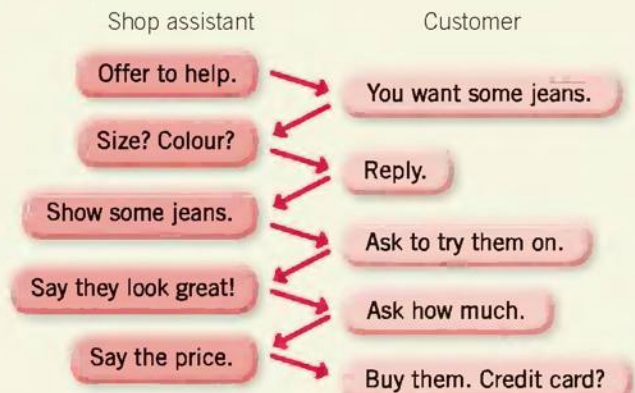 Shop assistant
Customer
Offer to help.
You want some jeans.
Size? Colour?
Reply.
Show some jeans.
Ask to try them on.
Say they look great!
Ask how much.
Say the price.
Buy them. Credit card?